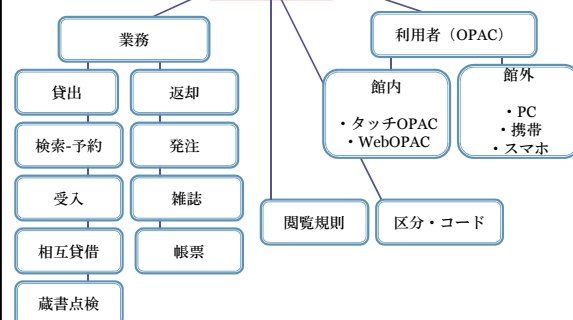 業務
利用者（OPAC）
貸出
返却
館内
・タッチOPAC
・WebOPAC
館外
・PC
・携帯
・スマホ
検索-予約
発注
受入
雑誌
閲覧規則
区分・コード
相互貸借
帳票
蔵書点検